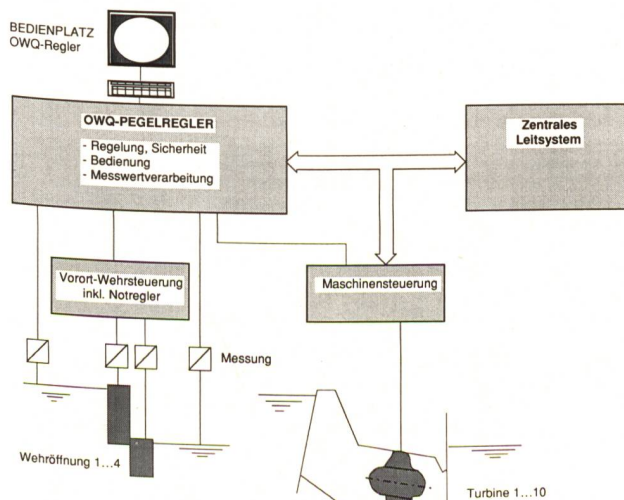 BEDIENPLATZ
OWQ-Regler
OWQ-PEGELREGLER
- Regelung, Sicherheit
- Bedienung
- Messwertverarbeitung
Zentrales
Leitsystem
Vorort-Wehrsteuerung
inkl. Notregler
Maschinensteuerung
Messung
Wehröffnung 1...4
Turbine 1...10